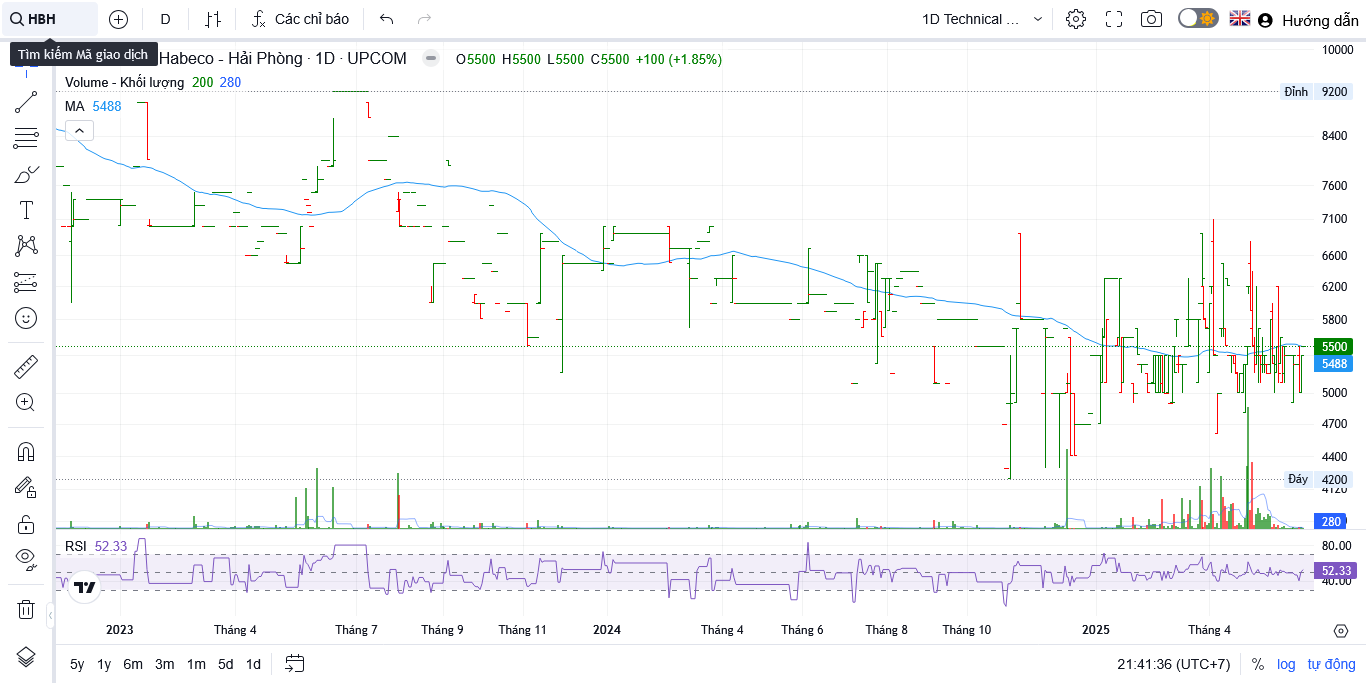 HBH
D
Các chỉ báo
1D Technical ...
Hướng dẫn
Tìm kiếm Mã giao dịch
Habeco - Hải Phòng · 1D · UPCOM
O5500 H5500 L5500 C5500 +100 (+1.85%)
Volume - Khối lượng 200 280
MA 5488
10000
Đỉnh 9200
8400
7600
7100
6600
6200
5800
5500
5488
5000
4700
4400
Đáy 4200
4120
280
RSI 52.33
80.00
52.33
40.00
2023 Tháng 4 Tháng 7 Tháng 9 Tháng 11 2024 Tháng 4 Tháng 6 Tháng 8 Tháng 10 2025 Tháng 4
5y 1y 6m 3m 1m 5d 1d
21:41:36 (UTC+7) % log tự động